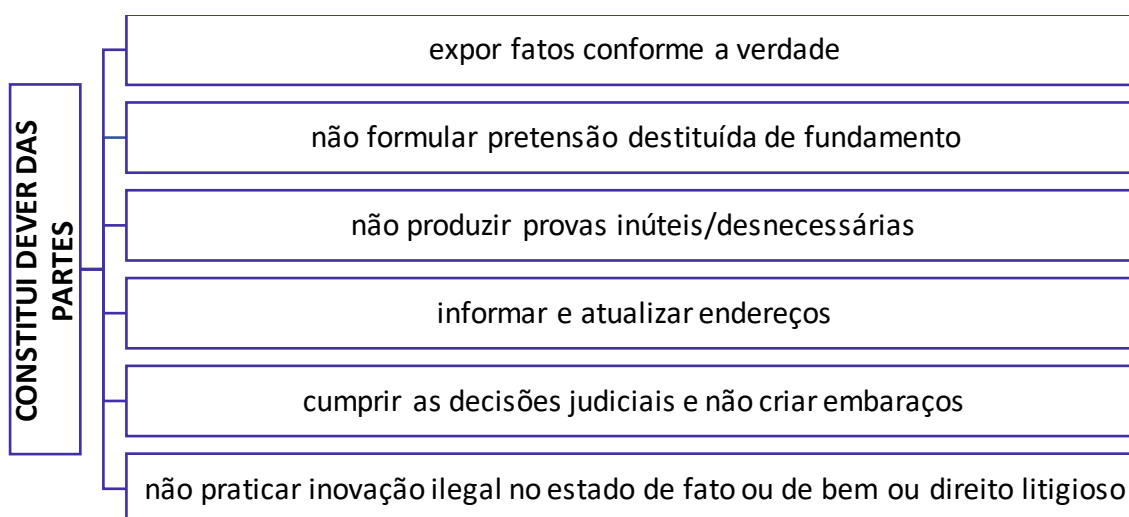 CONSTITUI DEVER DAS
PARTES
expor fatos conforme a verdade
não formular pretensão destituída de fundamento
não produzir provas inúteis/desnecessárias
informar e atualizar endereços
cumprir as decisões judiciais e não criar embaraços
não praticar inovação ilegal no estado de fato ou de bem ou direito litigioso